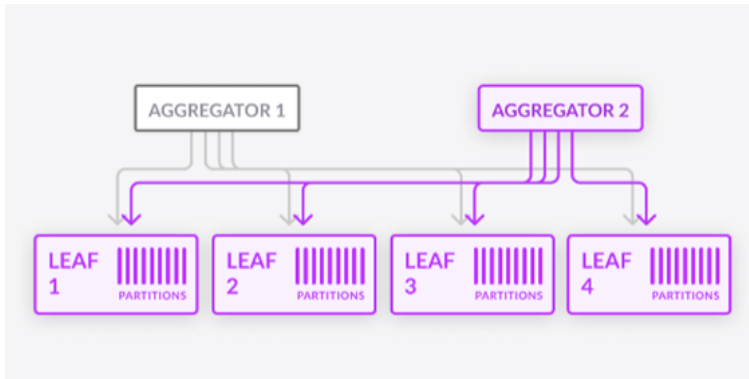 AGGREGATOR 1
AGGREGATOR 2
LEAF
1
PARTITIONS
LEAF
2
PARTITIONS
LEAF
3
PARTITIONS
LEAF
4
PARTITIONS